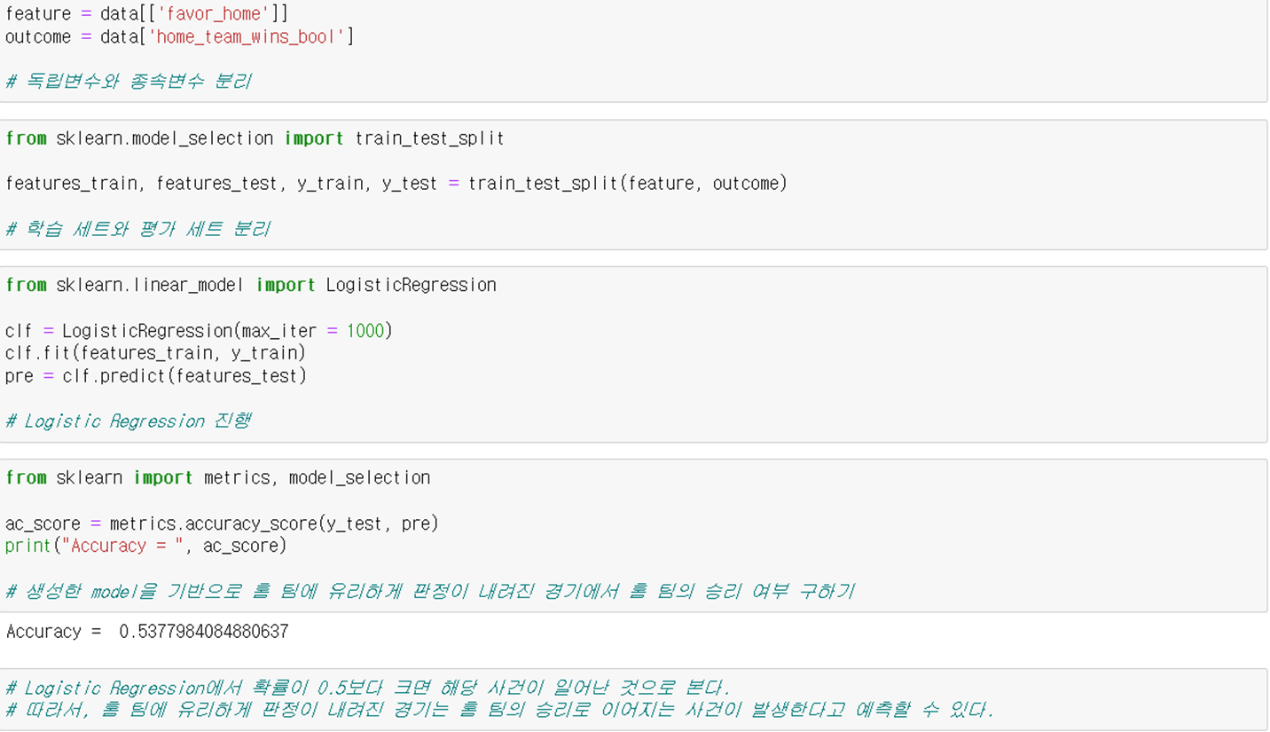 feature = data[['favor_home']]
outcome = data['home_team_wins_bool']
# 독립변수와 종속변수 분리
from sklearn.model_selection import train_test_split
features_train, features_test, y_train, y_test = train_test_split(feature, outcome)
# 학습 세트와 평가 세트 분리
from sklearn.linear_model import LogisticRegression
clf = LogisticRegression(max_iter = 1000)
clf.fit(features_train, y_train)
pre = clf.predict(features_test)
# Logistic Regression 진행
from sklearn import metrics, model_selection
ac_score = metrics.accuracy_score(y_test, pre)
print("Accuracy = ", ac_score)
# 생성한 model을 기반으로 홈 팀에 유리하게 판정이 내려진 경기에서 홈 팀의 승리 여부 구하기
Accuracy =  0.5377984084880637
# Logistic Regression에서 확률이 0.5보다 크면 해당 사건이 일어난 것으로 본다.
# 따라서, 홈 팀에 유리하게 판정이 내려진 경기는 홈 팀의 승리로 이어지는 사건이 발생한다고 예측할 수 있다.